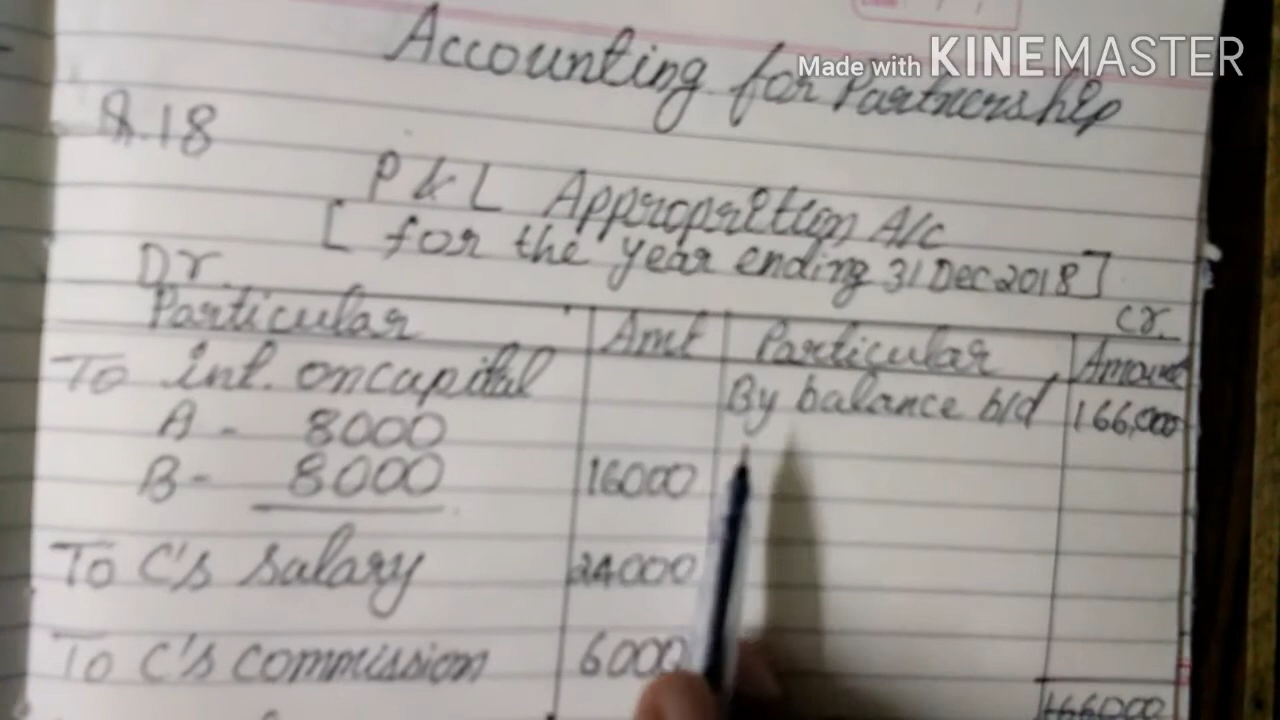 Made with KINEMASTER
Accounting for Partnership
Q.18
P & L Appropretion A/c
[ for the year ending 31 Dec 2018 ]
Dr. Cr.
Particular Amt Particular Amount
To int. on capital By balance b/d 166,000
A - 8000
B - 8000 16000
To C's salary 24000
To C's commission 6000
166000